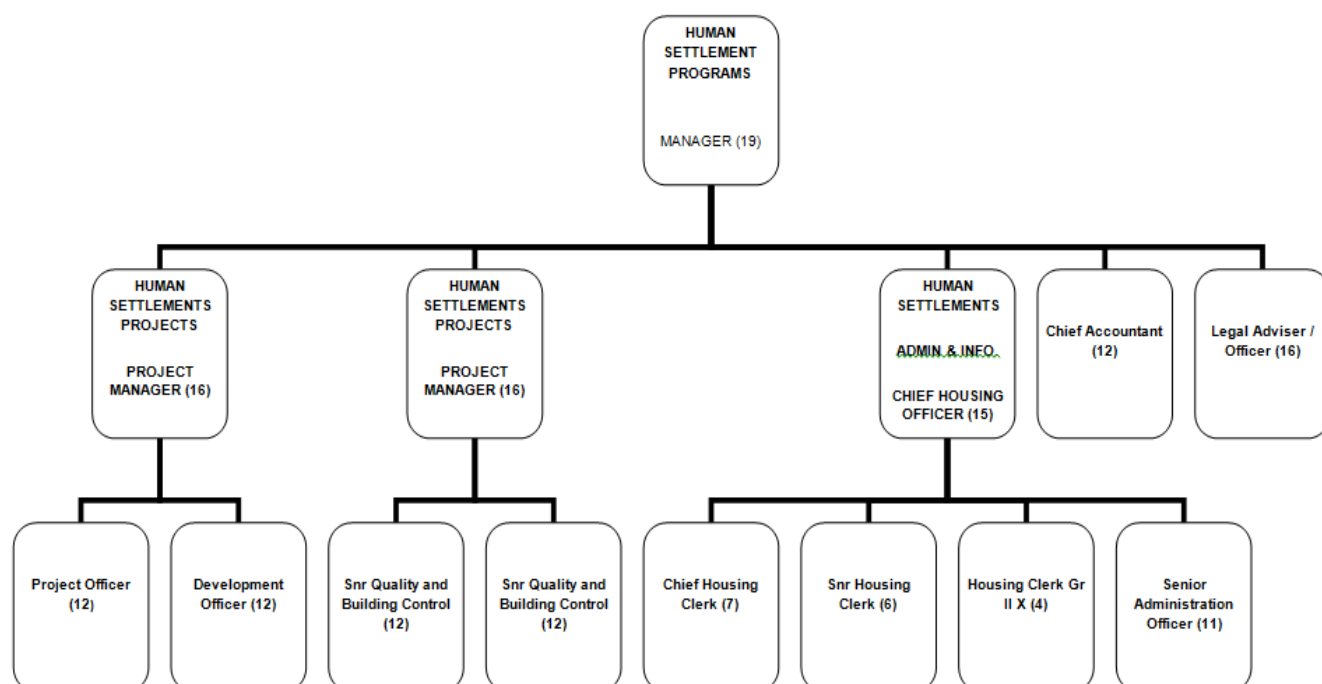 HUMAN
SETTLEMENT
PROGRAMS
MANAGER (19)
HUMAN
SETTLEMENTS
PROJECTS
PROJECT
MANAGER (16)
HUMAN
SETTLEMENTS
PROJECTS
PROJECT
MANAGER (16)
HUMAN
SETTLEMENTS
ADMIN & INFO
CHIEF HOUSING
OFFICER (15)
Chief Accountant
(12)
Legal Adviser /
Officer (16)
Project Officer
(12)
Development
Officer (12)
Snr Quality and
Building Control
(12)
Snr Quality and
Building Control
(12)
Chief Housing
Clerk (7)
Snr Housing
Clerk (6)
Housing Clerk Gr
II X (4)
Senior
Administration
Officer (11)